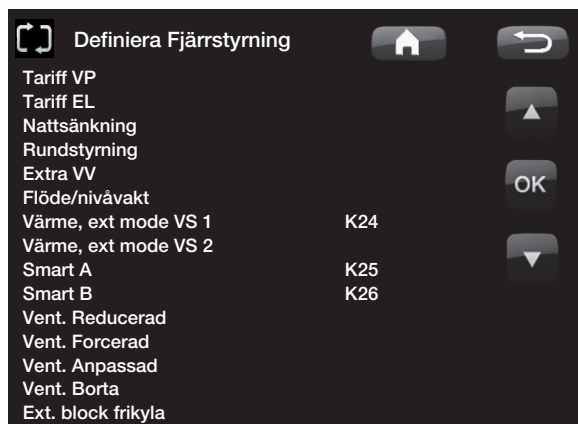 Definiera Fjärrstyrning
Tariff VP
Tariff EL
Nattsänkning
Rundstyrning
Extra VV
OK
Flöde/nivåvakt
Värme, ext mode VS 1 K24
Värme, ext mode VS 2
Smart A K25
Smart B K26
Vent. Reducerad
Vent. Forcerad
Vent. Anpassad
Vent. Borta
Ext. block frikyla